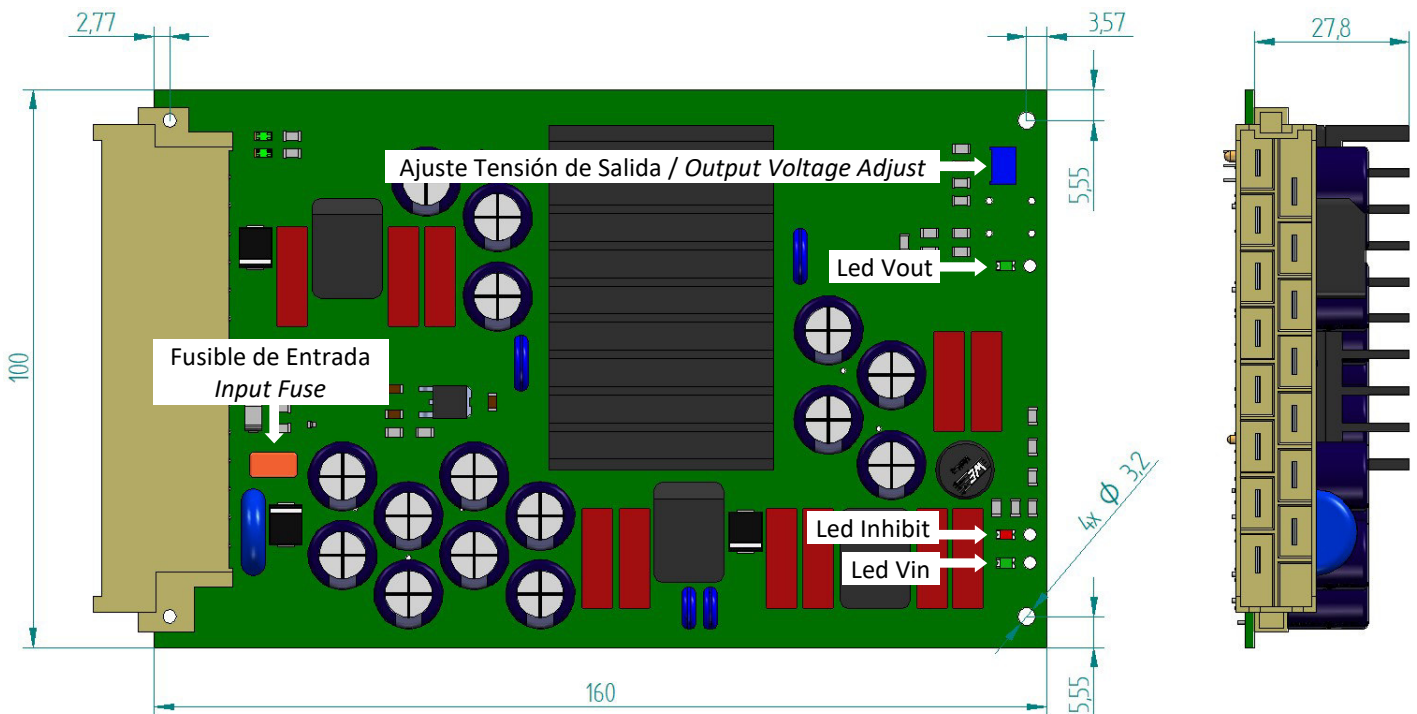 2,77
3,57
27,8
Ajuste Tensión de Salida / Output Voltage Adjust
5,55
Led Vout
Fusible de Entrada
Input Fuse
100
4x Φ 3,2
Led Inhibit
Led Vin
160
5,55